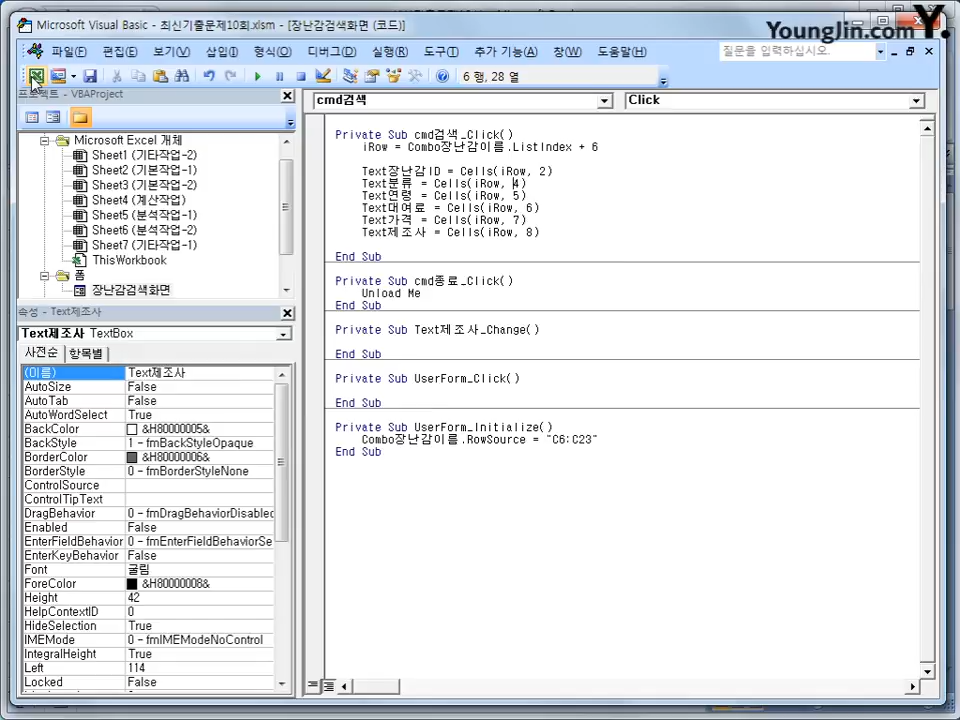 Microsoft Visual Basic - 최신기출문제10회.xlsm - [장난감검색화면 (코드)]
YoungJin.com Y.
파일(F) 편집(E) 보기(V) 삽입(I) 형식(O) 디버그(D) 실행(R) 도구(T) 추가 기능(A) 창(W) 도움말(H)
질문을 입력하십시오.
6 행, 28 열
프로젝트 - VBAProject
Microsoft Excel 개체
Sheet1 (기타작업-2)
Sheet2 (기본작업-1)
Sheet3 (기본작업-2)
Sheet4 (계산작업)
Sheet5 (분석작업-1)
Sheet6 (분석작업-2)
Sheet7 (기타작업-1)
ThisWorkbook
폼
장난감검색화면
속성 - Text제조사
Text제조사 TextBox
사전순 항목별
(이름) Text제조사
AutoSize False
AutoTab False
AutoWordSelect True
BackColor &H80000005&
BackStyle 1 - fmBackStyleOpaque
BorderColor &H80000006&
BorderStyle 0 - fmBorderStyleNone
ControlSource
ControlTipText
DragBehavior 0 - fmDragBehaviorDisabled
Enabled False
EnterFieldBehavior 0 - fmEnterFieldBehaviorSe
EnterKeyBehavior False
Font 굴림
ForeColor &H80000008&
Height 42
HelpContextID 0
HideSelection True
IMEMode 0 - fmIMEModeNoControl
IntegralHeight True
Left 114
Locked False
cmd검색 Click
Private Sub cmd검색_Click()
iRow = Combo장난감이름.ListIndex + 6
Text장난감ID = Cells(iRow, 2)
Text분류 = Cells(iRow, 4)
Text연령 = Cells(iRow, 5)
Text대여료 = Cells(iRow, 6)
Text가격 = Cells(iRow, 7)
Text제조사 = Cells(iRow, 8)
End Sub
Private Sub cmd종료_Click()
Unload Me
End Sub
Private Sub Text제조사_Change()
End Sub
Private Sub UserForm_Click()
End Sub
Private Sub UserForm_Initialize()
Combo장난감이름.RowSource = "C6:C23"
End Sub